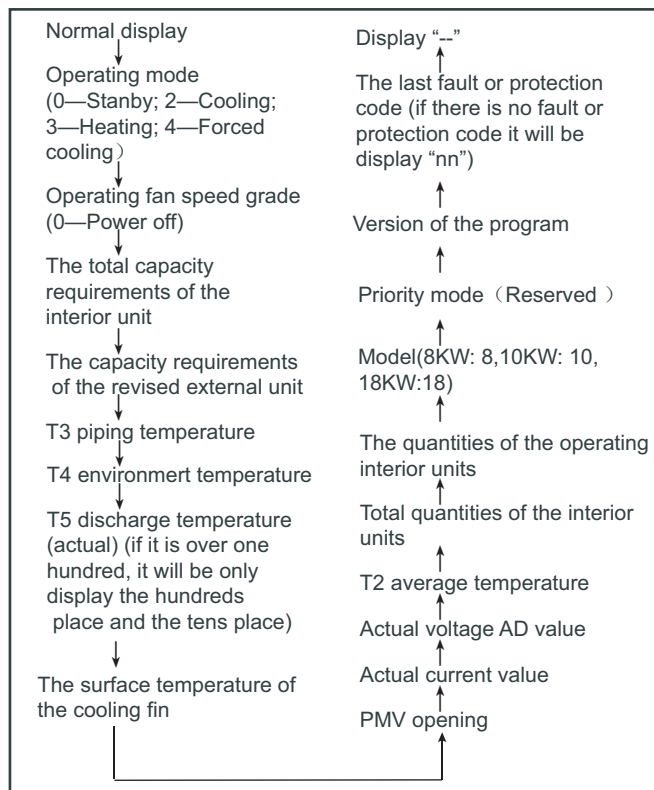 Normal display
Operating mode
(0—Stanby; 2—Cooling;
3—Heating; 4—Forced
cooling）
Operating fan speed grade
(0—Power off)
The total capacity
requirements of the
interior unit
The capacity requirements
of the revised external unit
T3 piping temperature
T4 environmert temperature
T5 discharge temperature
(actual) (if it is over one
hundred, it will be only
display the hundreds
place and the tens place)
The surface temperature of
the cooling fin
Display “--”
The last fault or protection
code (if there is no fault or
protection code it will be
display “nn”)
Version of the program
Priority mode（Reserved ）
Model(8KW: 8,10KW: 10,
18KW:18)
The quantities of the operating
interior units
Total quantities of the interior
units
T2 average temperature
Actual voltage AD value
Actual current value
PMV opening